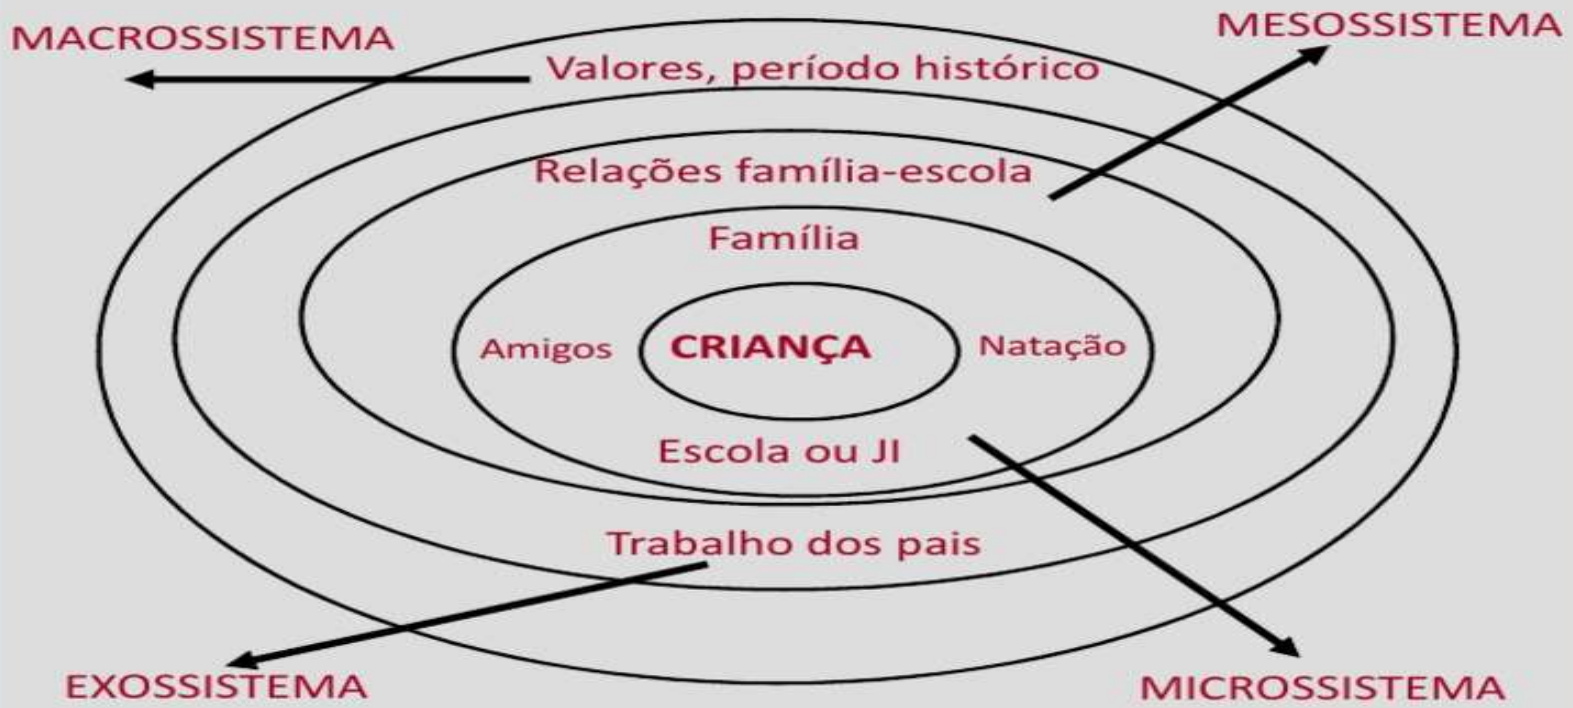 MACROSSISTEMA
MESOSSISTEMA
Valores, período histórico
Relações família-escola
Família
Amigos
CRIANÇA
Natação
Escola ou JI
Trabalho dos pais
EXOSSISTEMA
MICROSSISTEMA